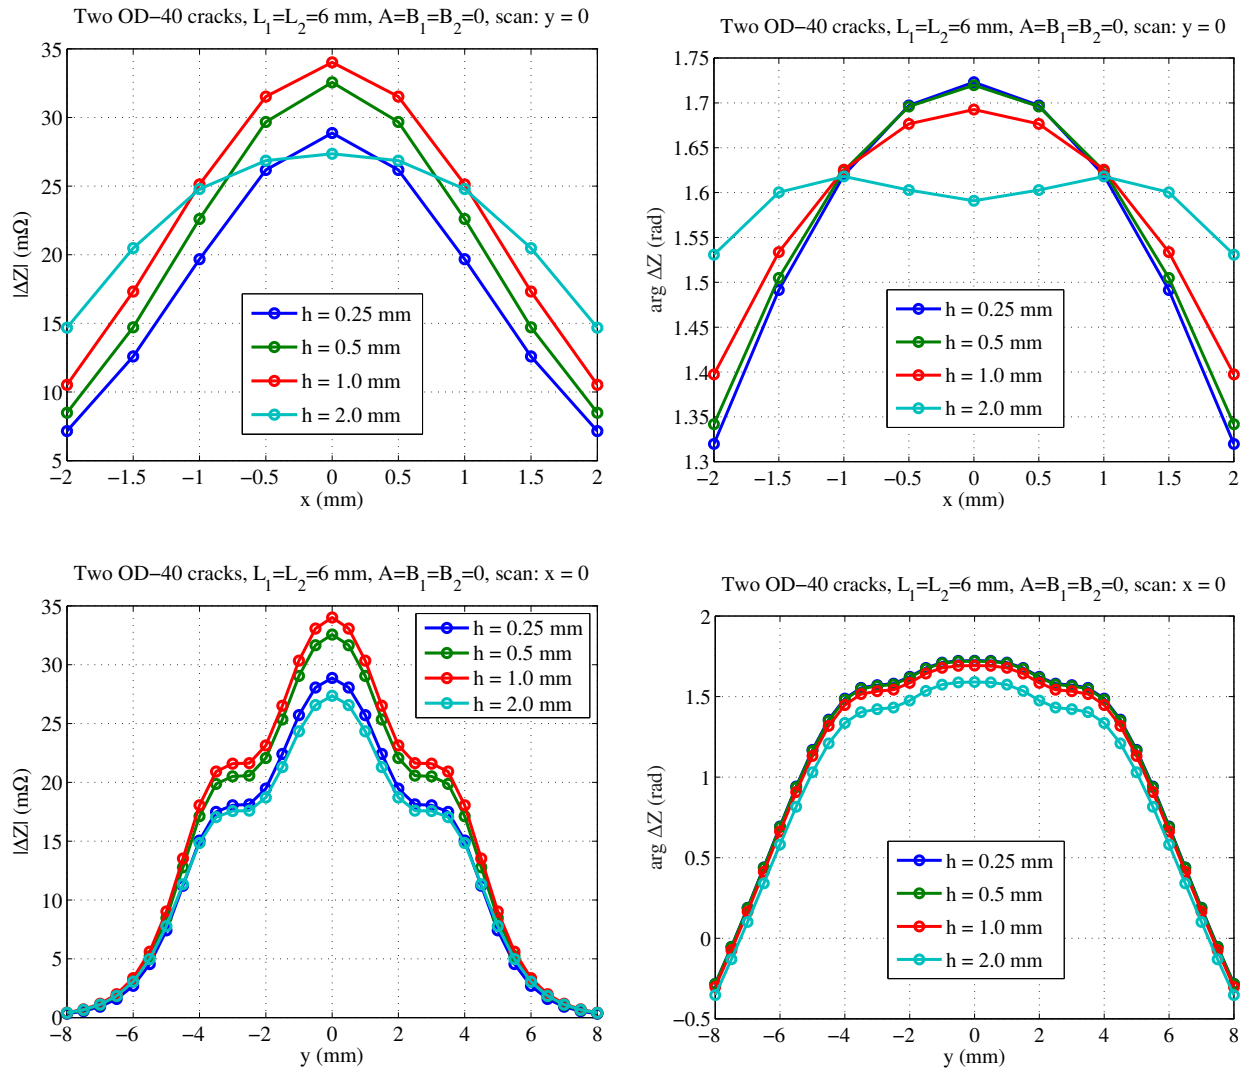 Two OD−40 cracks, L₁=L₂=6 mm, A=B₁=B₂=0, scan: y = 0
35
30
25
20
15
10
5
|ΔZ| (mΩ)
h = 0.25 mm
h = 0.5 mm
h = 1.0 mm
h = 2.0 mm
−2 −1.5 −1 −0.5 0 0.5 1 1.5 2
x (mm)
Two OD−40 cracks, L₁=L₂=6 mm, A=B₁=B₂=0, scan: y = 0
1.75
1.7
1.65
1.6
1.55
1.5
1.45
1.4
1.35
1.3
arg ΔZ (rad)
h = 0.25 mm
h = 0.5 mm
h = 1.0 mm
h = 2.0 mm
−2 −1.5 −1 −0.5 0 0.5 1 1.5 2
x (mm)
Two OD−40 cracks, L₁=L₂=6 mm, A=B₁=B₂=0, scan: x = 0
35
30
25
20
15
10
5
0
|ΔZ| (mΩ)
h = 0.25 mm
h = 0.5 mm
h = 1.0 mm
h = 2.0 mm
−8 −6 −4 −2 0 2 4 6 8
y (mm)
Two OD−40 cracks, L₁=L₂=6 mm, A=B₁=B₂=0, scan: x = 0
2
1.5
1
0.5
0
−0.5
arg ΔZ (rad)
h = 0.25 mm
h = 0.5 mm
h = 1.0 mm
h = 2.0 mm
−8 −6 −4 −2 0 2 4 6 8
y (mm)